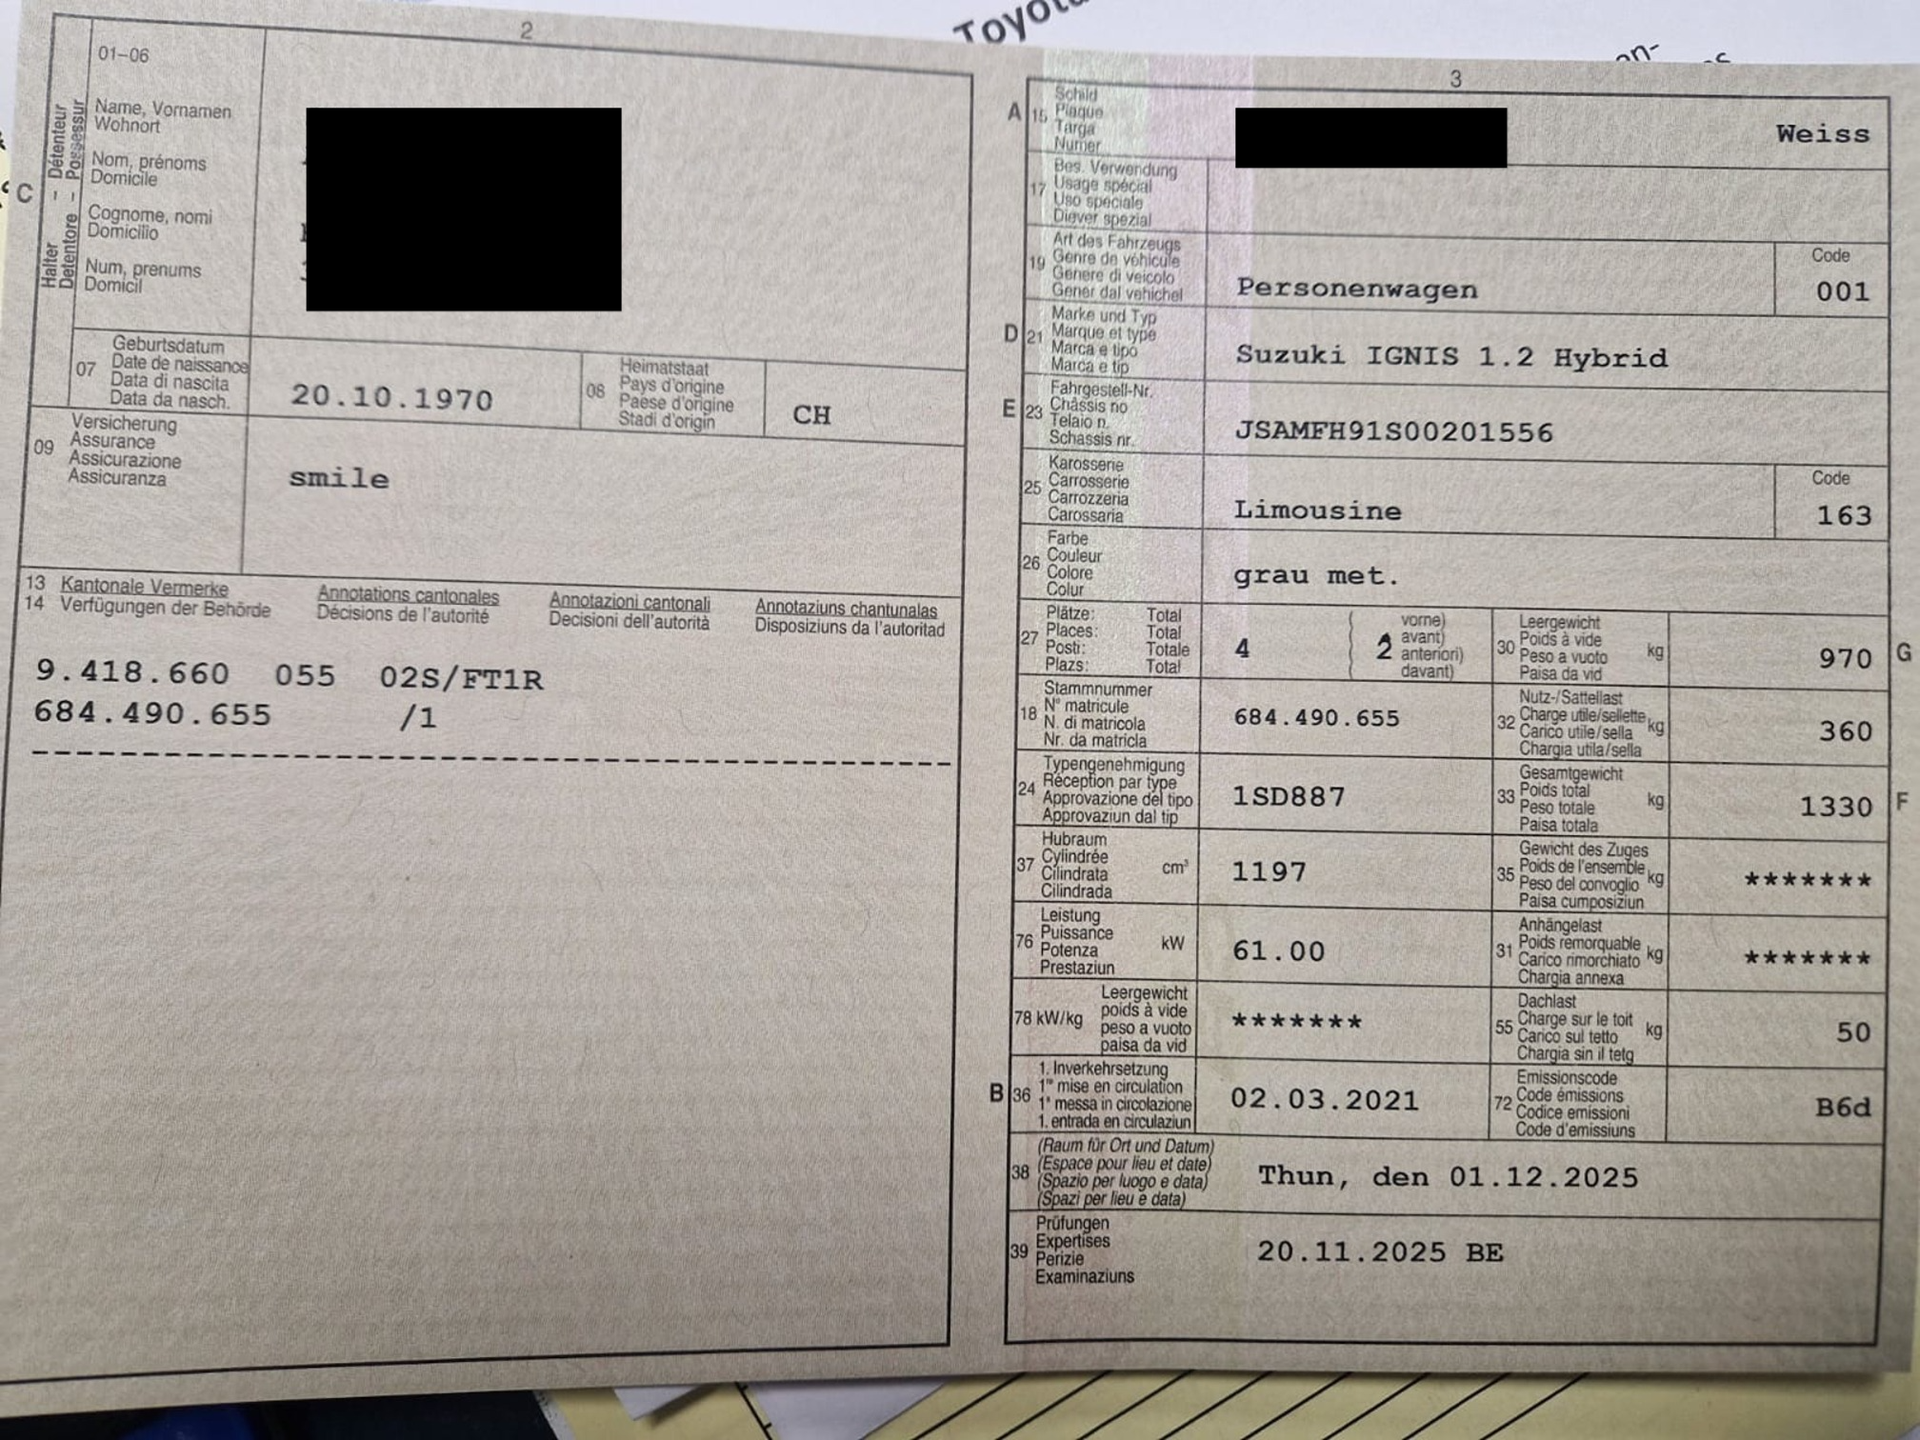 Toyota
on-
2
01–06
Halter – Détenteur
Detentore – Possessur
C
Name, Vornamen
Wohnort
Nom, prénoms
Domicile
Cognome, nomi
Domicilio
Num, prenums
Domicil
07
Geburtsdatum
Date de naissance
Data di nascita
Data da nasch.
20.10.1970
08
Heimatstaat
Pays d'origine
Paese d'origine
Stadi d'origin
CH
09
Versicherung
Assurance
Assicurazione
Assicuranza
smile
13 Kantonale Vermerke Annotations cantonales Annotazioni cantonali Annotaziuns chantunalas
14 Verfügungen der Behörde Décisions de l'autorité Decisioni dell'autorità Disposiziuns da l'autoritad
9.418.660 055 02S/FT1R
684.490.655 /1
3
A 15
Schild
Plaque
Targa
Numer
Weiss
17
Bes. Verwendung
Usage spécial
Uso speciale
Diever spezial
19
Art des Fahrzeugs
Genre de véhicule
Genere di veicolo
Gener dal vehichel
Personenwagen
Code
001
D 21
Marke und Typ
Marque et type
Marca e tipo
Marca e tip
Suzuki IGNIS 1.2 Hybrid
E 23
Fahrgestell-Nr.
Châssis no
Telaio n.
Schassis nr.
JSAMFH91S00201556
25
Karosserie
Carrosserie
Carrozzeria
Carossaria
Limousine
Code
163
26
Farbe
Couleur
Colore
Colur
grau met.
27
Plätze: Total
Places: Total
Posti: Totale
Plazs: Total
4
2
vorne)
avant)
anteriori)
davant)
30
Leergewicht
Poids à vide
Peso a vuoto
Paisa da vid
kg
970
G
18
Stammnummer
N° matricule
N. di matricola
Nr. da matricla
684.490.655
32
Nutz-/Sattellast
Charge utile/sellette
Carico utile/sella
Chargia utila/sella
kg
360
24
Typengenehmigung
Réception par type
Approvazione del tipo
Approvaziun dal tip
1SD887
33
Gesamtgewicht
Poids total
Peso totale
Paisa totala
kg
1330
F
37
Hubraum
Cylindrée
Cilindrata
Cilindrada
cm³
1197
35
Gewicht des Zuges
Poids de l'ensemble
Peso del convoglio
Paisa cumposiziun
kg
*******
76
Leistung
Puissance
Potenza
Prestaziun
kW
61.00
31
Anhängelast
Poids remorquable
Carico rimorchiato
Chargia annexa
kg
*******
78 kW/kg
Leergewicht
poids à vide
peso a vuoto
paisa da vid
*******
55
Dachlast
Charge sur le toit
Carico sul tetto
Chargia sin il tetg
kg
50
B 36
1. Inverkehrsetzung
1re mise en circulation
1a messa in circolazione
1. entrada en circulaziun
02.03.2021
72
Emissionscode
Code émissions
Codice emissioni
Code d'emissiuns
B6d
38
(Raum für Ort und Datum)
(Espace pour lieu et date)
(Spazio per luogo e data)
(Spazi per lieu e data)
Thun, den 01.12.2025
39
Prüfungen
Expertises
Perizie
Examinaziuns
20.11.2025 BE